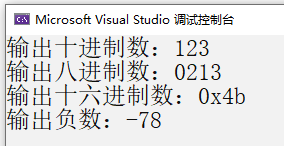 Microsoft Visual Studio 调试控制台
输出十进制数：123
输出八进制数：0213
输出十六进制数：0x4b
输出负数：-78